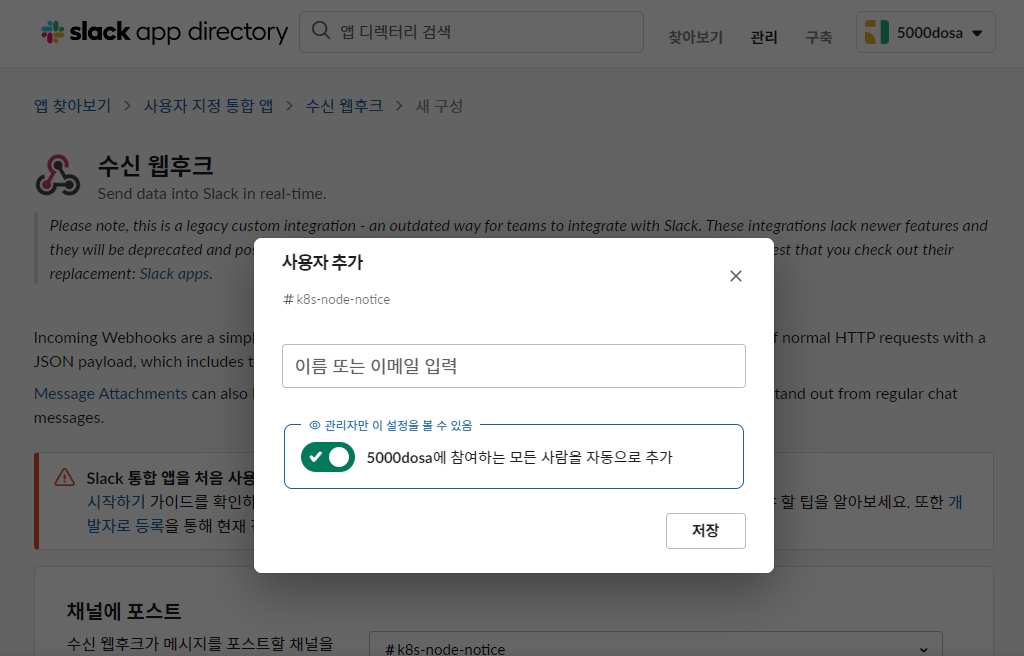 slack app directory
앱 디렉터리 검색
찾아보기
관리
구축
5000dosa
앱 찾아보기 > 사용자 지정 통합 앱 > 수신 웹후크 > 새 구성
수신 웹후크
Send data into Slack in real-time.
Please note, this is a legacy custom integration - an outdated way for teams to integrate with Slack. These integrations lack newer features and
they will be deprecated and pos est that you check out their
replacement: Slack apps.
사용자 추가
# k8s-node-notice
Incoming Webhooks are a simpl f normal HTTP requests with a
JSON payload, which includes t
이름 또는 이메일 입력
Message Attachments can also tand out from regular chat
messages.
관리자만 이 설정을 볼 수 있음
5000dosa에 참여하는 모든 사람을 자동으로 추가
Slack 통합 앱을 처음 사용
시작하기 가이드를 확인하 할 팁을 알아보세요. 또한 개
발자로 등록을 통해 현재
저장
채널에 포스트
수신 웹후크가 메시지를 포스트할 채널을
# k8s-node-notice